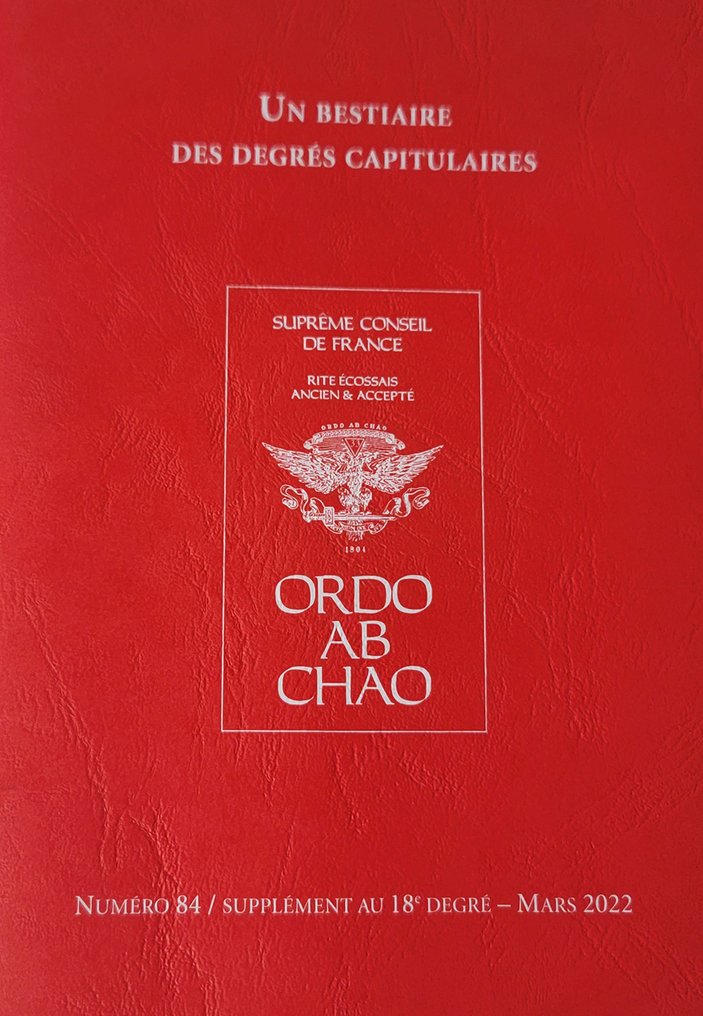 Un bestiaire
des degrés capitulaires
SUPRÊME CONSEIL
DE FRANCE
RITE ÉCOSSAIS
ANCIEN & ACCEPTÉ
ORDO AB CHAO
33
1804
ORDO
AB
CHAO
Numéro 84 / supplément au 18e degré – Mars 2022